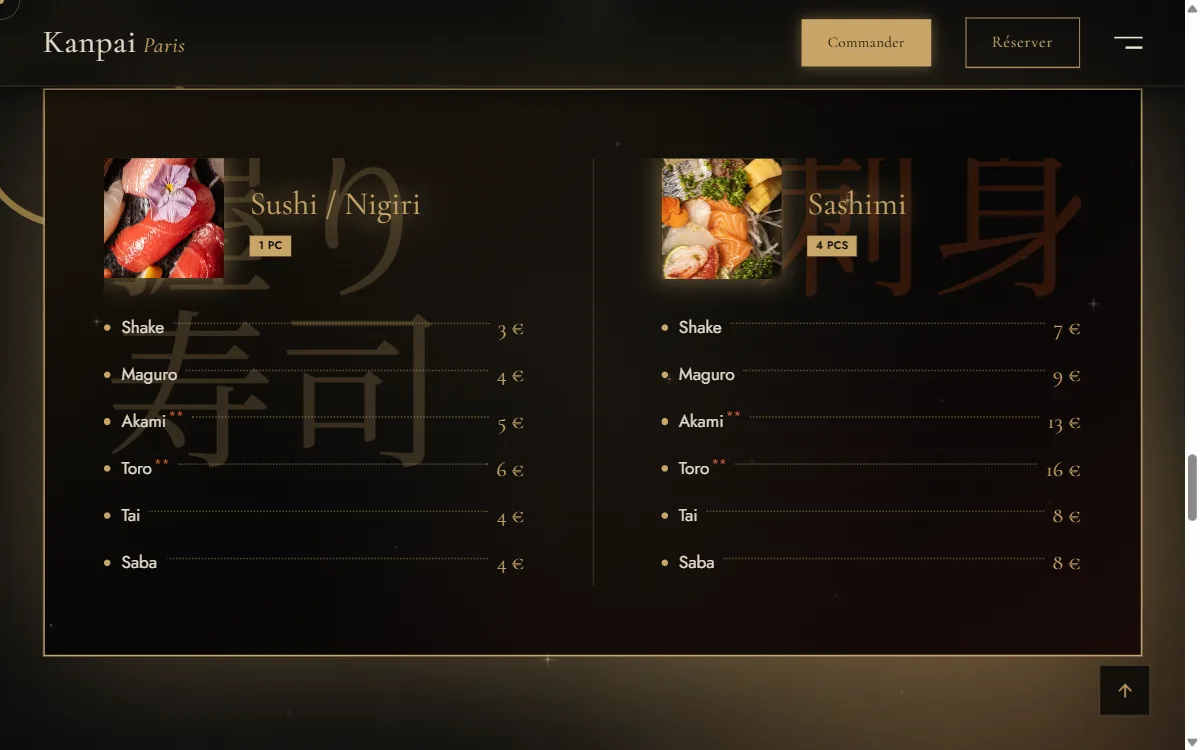 Kanpai Paris
Commander
Réserver
握り
寿司
Sushi / Nigiri
1 PC
Shake 3 €
Maguro 4 €
Akami** 5 €
Toro** 6 €
Tai 4 €
Saba 4 €
刺身
Sashimi
4 PCS
Shake 7 €
Maguro 9 €
Akami** 13 €
Toro** 16 €
Tai 8 €
Saba 8 €